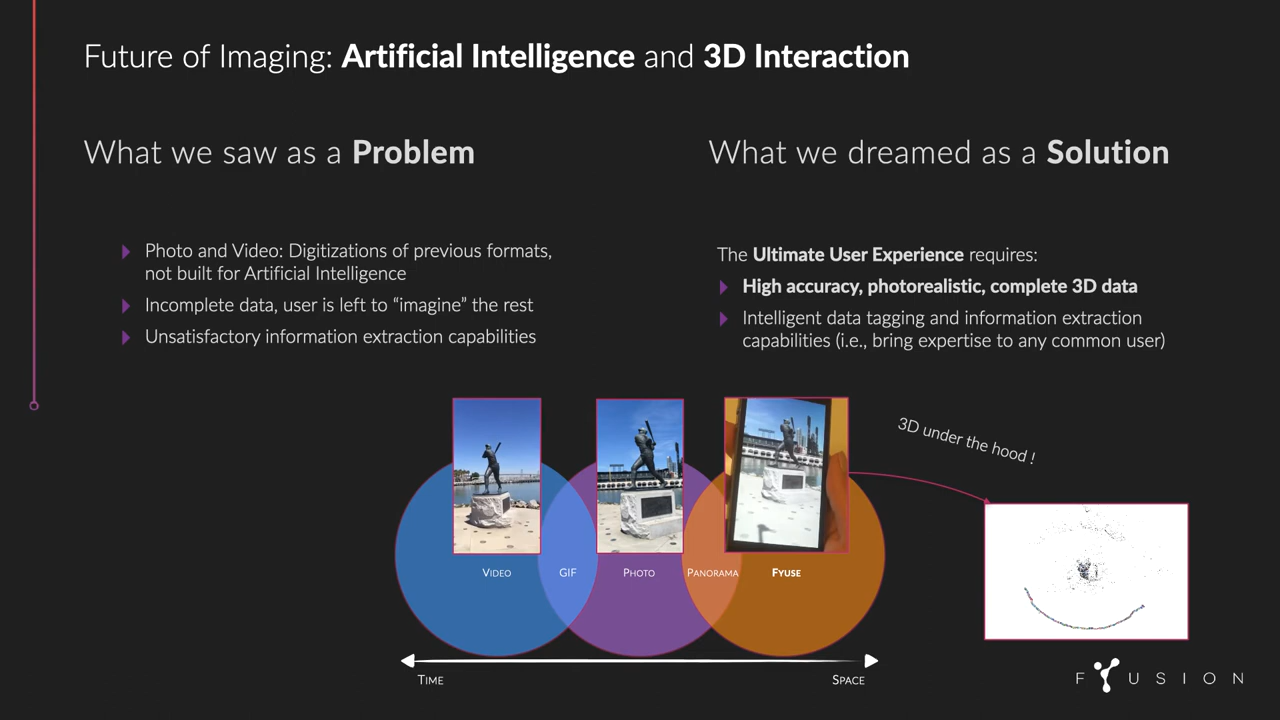 Future of Imaging: Artificial Intelligence and 3D Interaction
What we saw as a Problem
Photo and Video: Digitizations of previous formats,
not built for Artificial Intelligence
Incomplete data, user is left to “imagine” the rest
Unsatisfactory information extraction capabilities
What we dreamed as a Solution
The Ultimate User Experience requires:
High accuracy, photorealistic, complete 3D data
Intelligent data tagging and information extraction
capabilities (i.e., bring expertise to any common user)
3D under the hood !
Video
GIF
Photo
Panorama
Fyuse
Time
Space
FYUSION